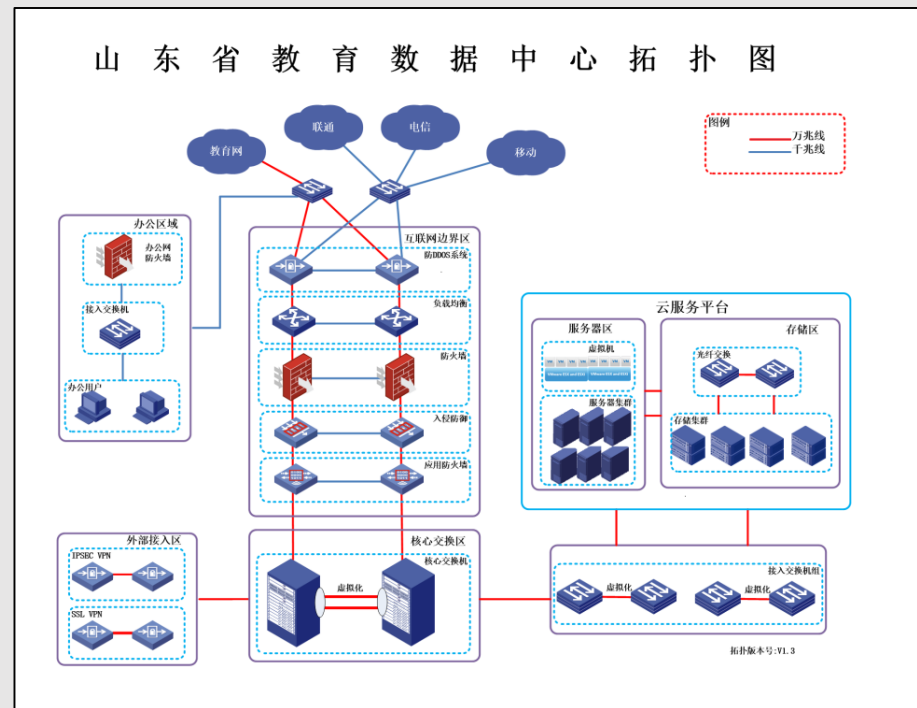 山东省教育数据中心拓扑图
联通
电信
教育网
移动
图例
万兆线
千兆线
办公区域
办公网
防火墙
接入交换机
办公用户
互联网边界区
防DDOS系统
负载均衡
防火墙
入侵防御
应用防火墙
云服务平台
服务器区
虚拟机
服务器集群
存储区
光纤交换
存储集群
外部接入区
IPSEC VPN
SSL VPN
核心交换区
核心交换机
虚拟化
接入交换机组
虚拟化
虚拟化
拓扑版本号:V1.3